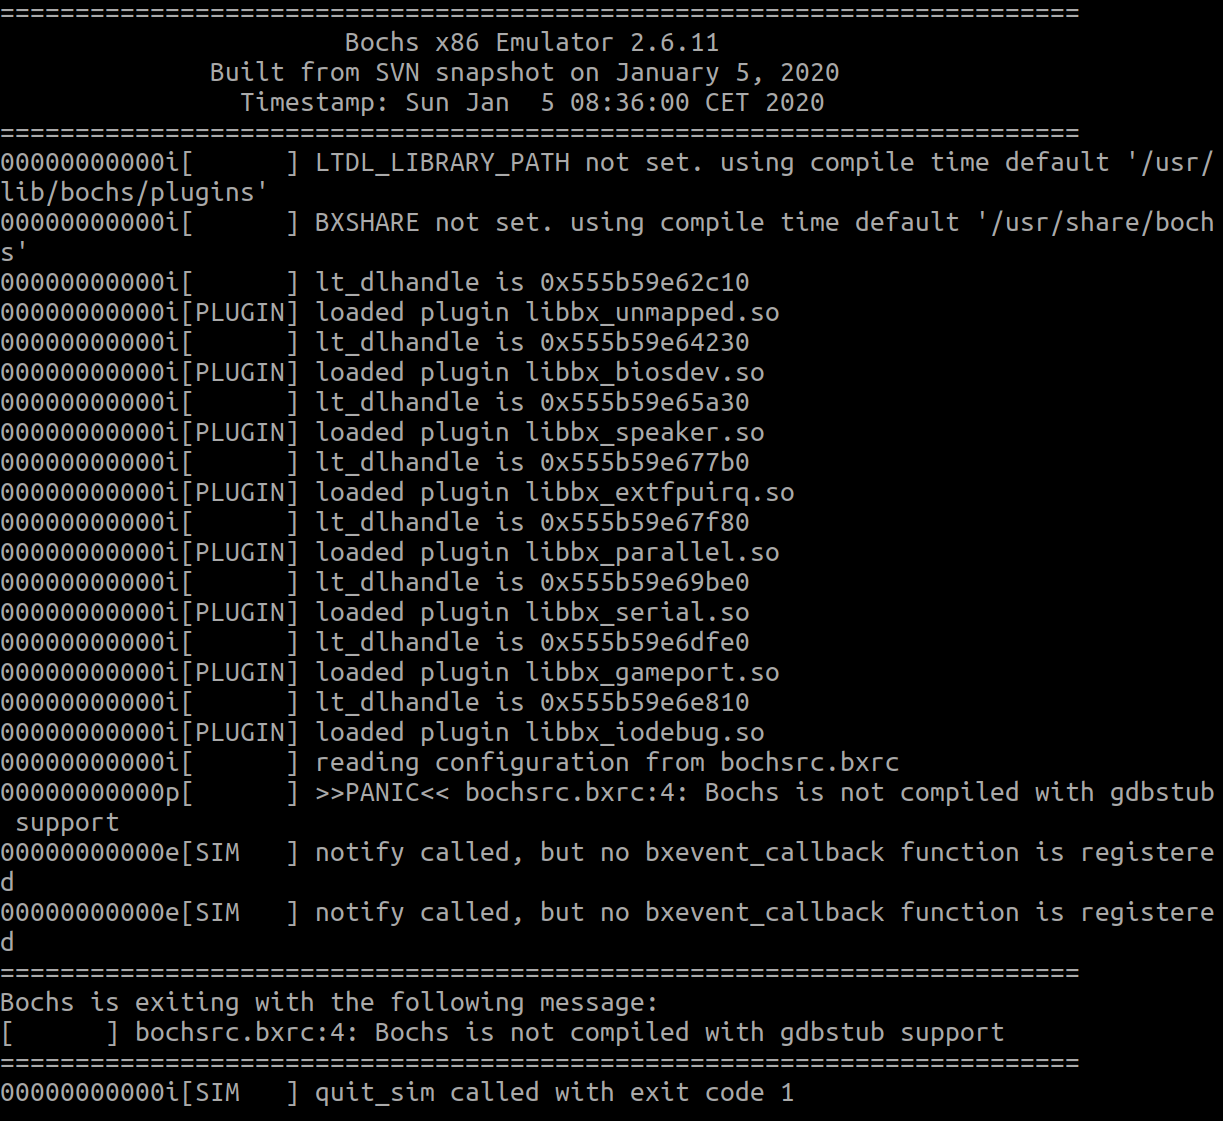 ========================================================================
                       Bochs x86 Emulator 2.6.11
              Built from SVN snapshot on January 5, 2020
                Timestamp: Sun Jan  5 08:36:00 CET 2020
========================================================================
00000000000i[      ] LTDL_LIBRARY_PATH not set. using compile time default '/usr/
lib/bochs/plugins'
00000000000i[      ] BXSHARE not set. using compile time default '/usr/share/boch
s'
00000000000i[      ] lt_dlhandle is 0x555b59e62c10
00000000000i[PLUGIN] loaded plugin libbx_unmapped.so
00000000000i[      ] lt_dlhandle is 0x555b59e64230
00000000000i[PLUGIN] loaded plugin libbx_biosdev.so
00000000000i[      ] lt_dlhandle is 0x555b59e65a30
00000000000i[PLUGIN] loaded plugin libbx_speaker.so
00000000000i[      ] lt_dlhandle is 0x555b59e677b0
00000000000i[PLUGIN] loaded plugin libbx_extfpuirq.so
00000000000i[      ] lt_dlhandle is 0x555b59e67f80
00000000000i[PLUGIN] loaded plugin libbx_parallel.so
00000000000i[      ] lt_dlhandle is 0x555b59e69be0
00000000000i[PLUGIN] loaded plugin libbx_serial.so
00000000000i[      ] lt_dlhandle is 0x555b59e6dfe0
00000000000i[PLUGIN] loaded plugin libbx_gameport.so
00000000000i[      ] lt_dlhandle is 0x555b59e6e810
00000000000i[PLUGIN] loaded plugin libbx_iodebug.so
00000000000i[      ] reading configuration from bochsrc.bxrc
00000000000p[      ] >>PANIC<< bochsrc.bxrc:4: Bochs is not compiled with gdbstub
 support
00000000000e[SIM   ] notify called, but no bxevent_callback function is registere
d
00000000000e[SIM   ] notify called, but no bxevent_callback function is registere
d
========================================================================
Bochs is exiting with the following message:
[      ] bochsrc.bxrc:4: Bochs is not compiled with gdbstub support
========================================================================
00000000000i[SIM   ] quit_sim called with exit code 1